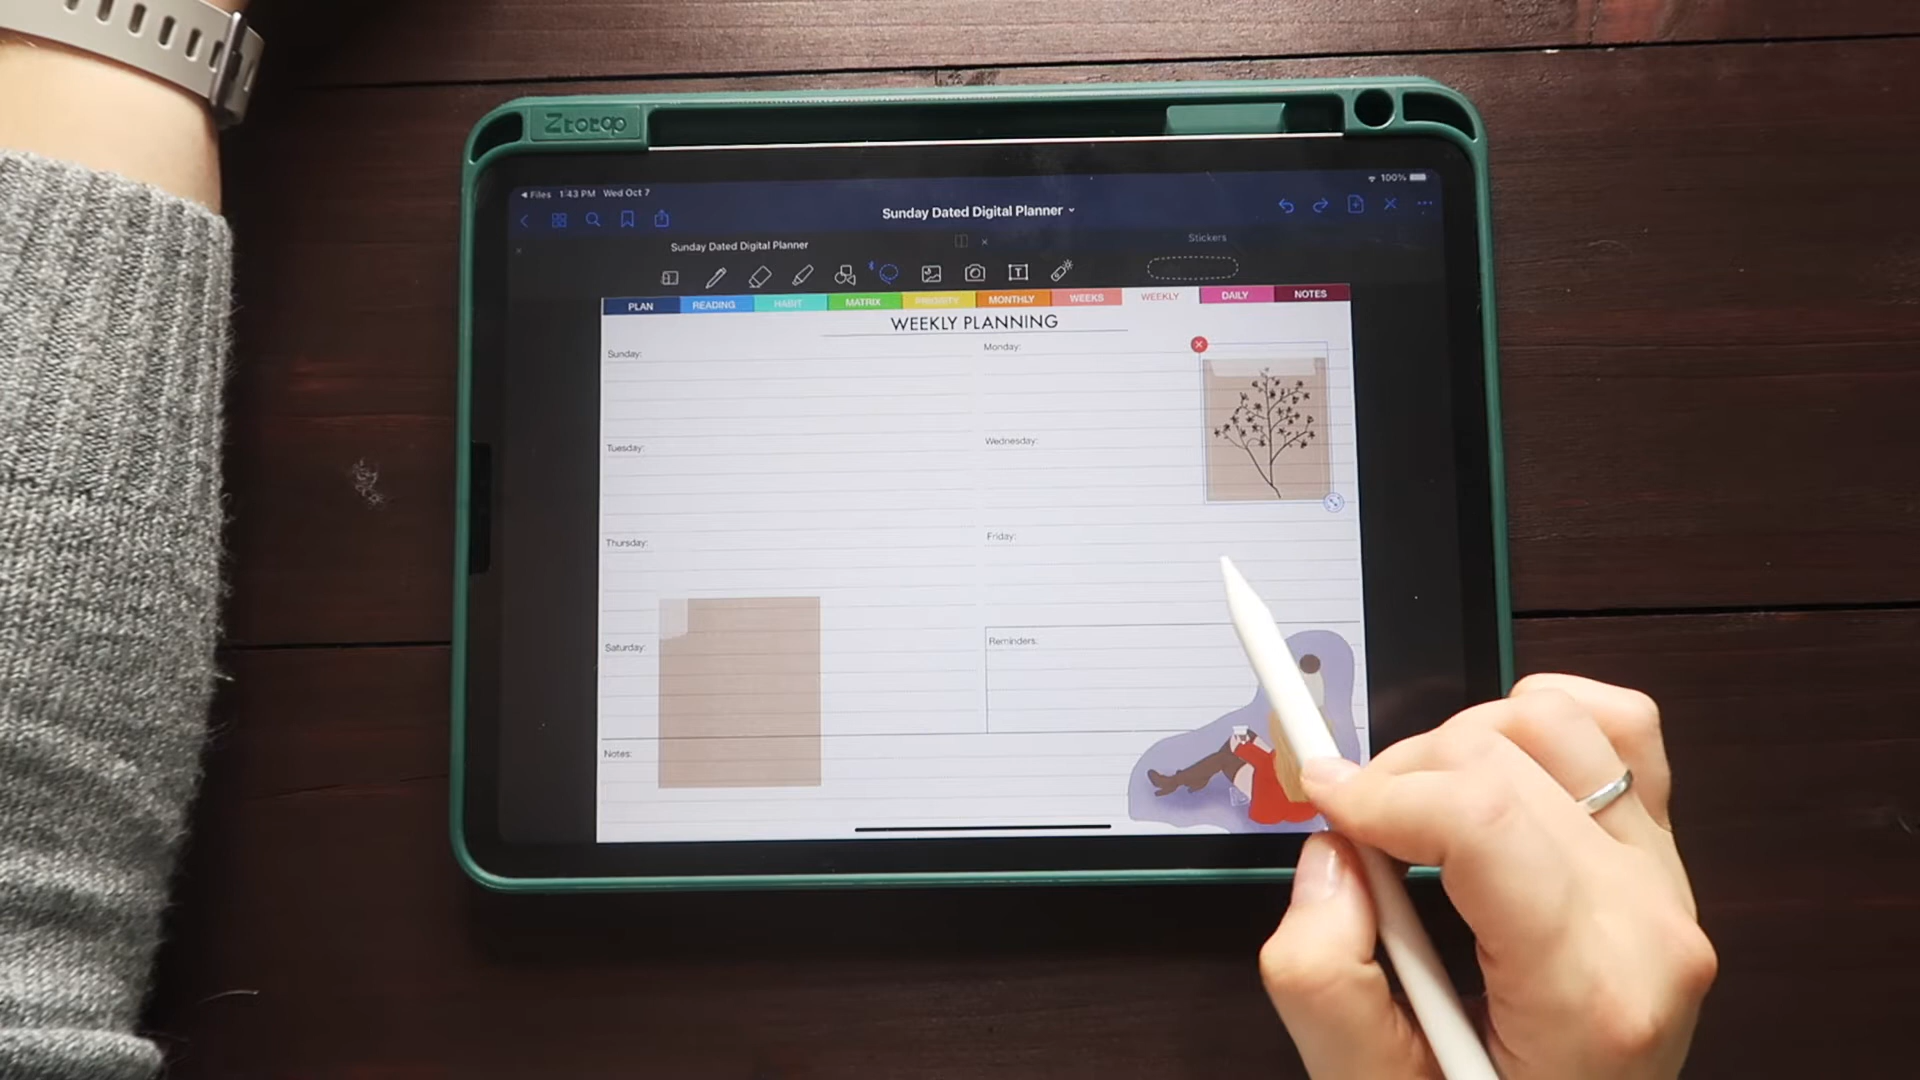 Ztotop
Files 1:43 PM Wed Oct 7
100%
Sunday Dated Digital Planner
Sunday Dated Digital Planner
Stickers
PLAN READING HABIT MATRIX PRIORITY MONTHLY WEEKS WEEKLY DAILY NOTES
WEEKLY PLANNING
Sunday:
Monday:
Tuesday:
Wednesday:
Thursday:
Friday:
Saturday:
Reminders:
Notes: